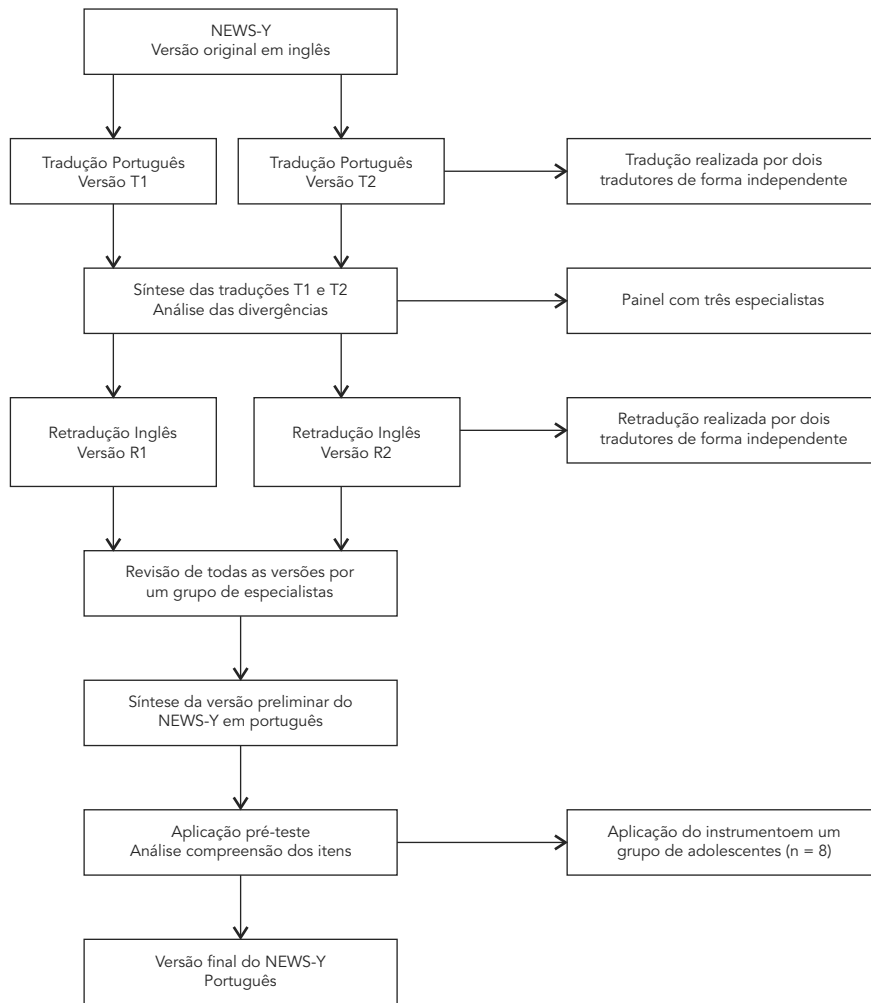 NEWS-Y
Versão original em inglês
Tradução Português
Versão T1
Tradução Português
Versão T2
Tradução realizada por dois
tradutores de forma independente
Síntese das traduções T1 e T2
Análise das divergências
Painel com três especialistas
Retradução Inglês
Versão R1
Retradução Inglês
Versão R2
Retradução realizada por dois
tradutores de forma independente
Revisão de todas as versões por
um grupo de especialistas
Síntese da versão preliminar do
NEWS-Y em português
Aplicação pré-teste
Análise compreensão dos itens
Aplicação do instrumentoem um
grupo de adolescentes (n = 8)
Versão final do NEWS-Y
Português